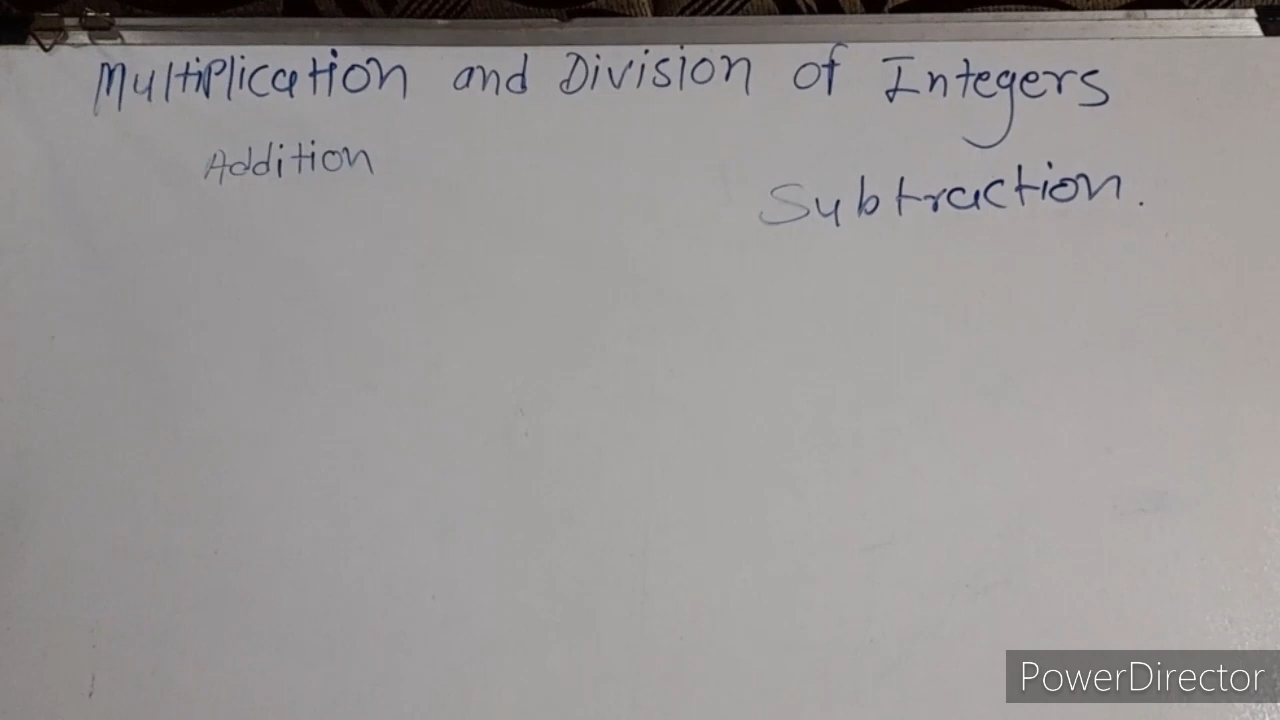 Multiplication and Division of Integers
Addition
Subtraction.
PowerDirector